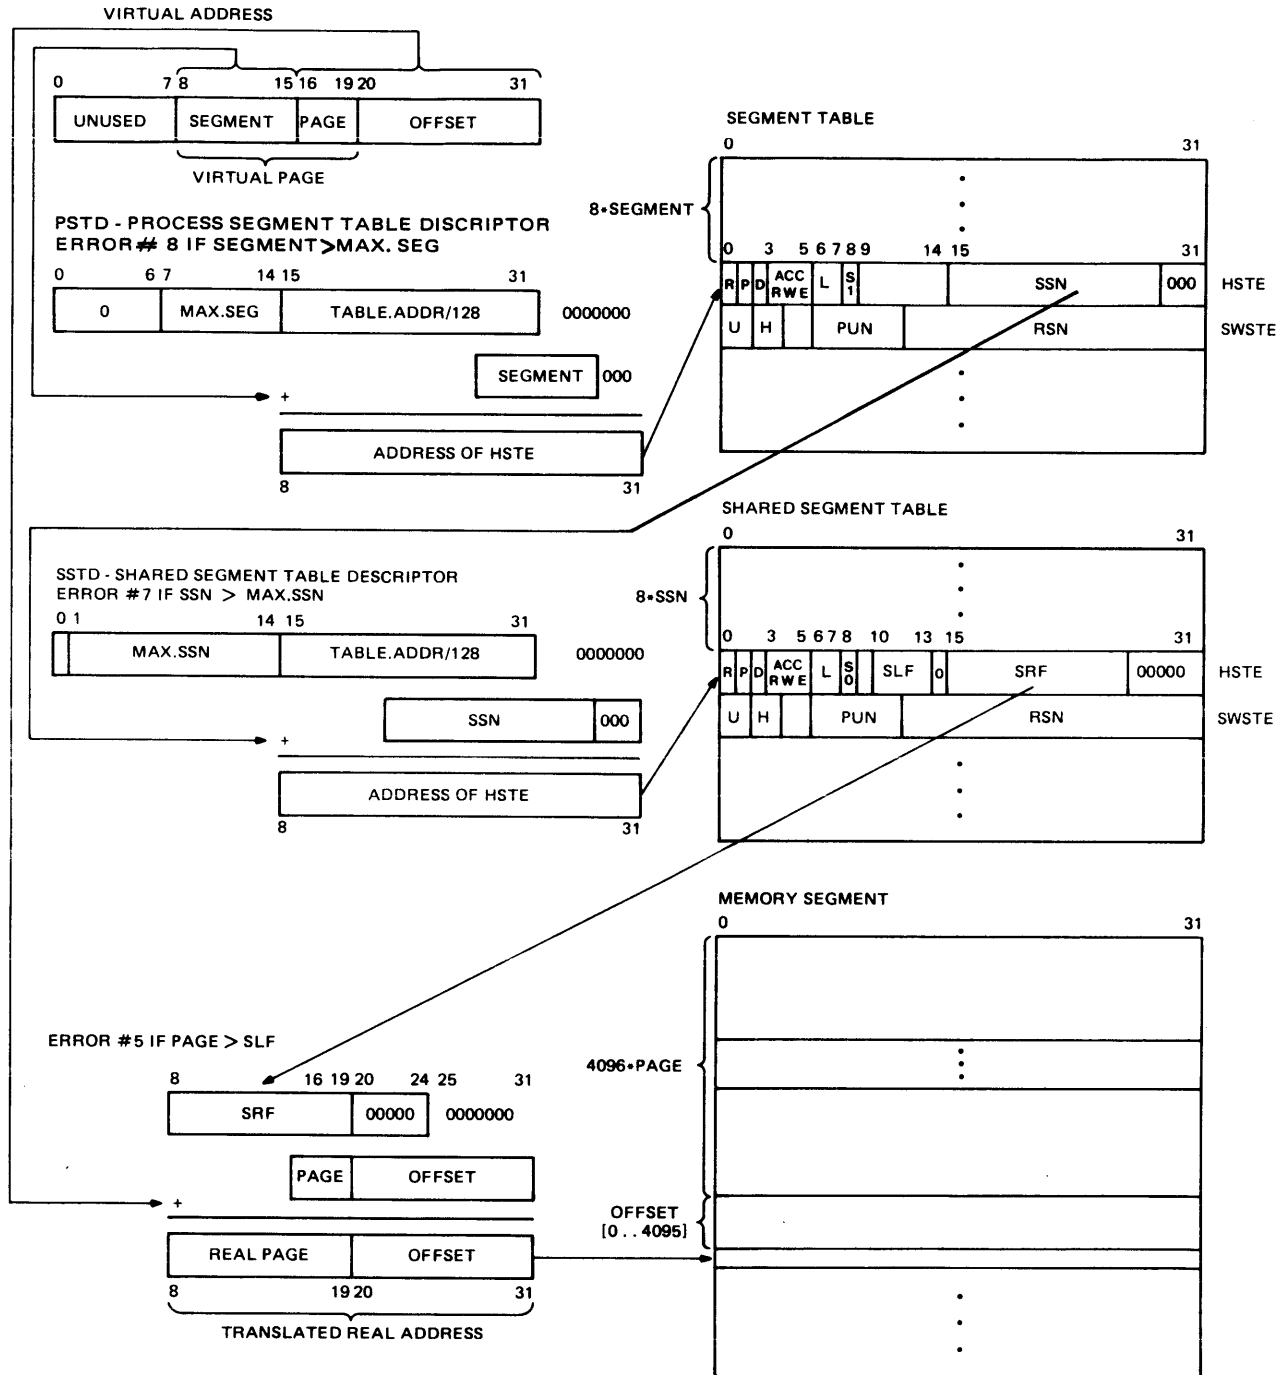 VIRTUAL ADDRESS
0 7 8 15 16 19 20 31
UNUSED SEGMENT PAGE OFFSET
VIRTUAL PAGE
PSTD - PROCESS SEGMENT TABLE DISCRIPTOR
ERROR # 8 IF SEGMENT > MAX. SEG
0 6 7 14 15 31
0 MAX.SEG TABLE.ADDR/128 0000000
SEGMENT 000
+
ADDRESS OF HSTE
8 31
SEGMENT TABLE
0 31
8*SEGMENT
0 3 5 6 7 8 9 14 15 31
R P D ACC RWE L S 1 SSN 000 HSTE
U H PUN RSN SWSTE
SSTD - SHARED SEGMENT TABLE DESCRIPTOR
ERROR #7 IF SSN > MAX.SSN
0 1 14 15 31
MAX.SSN TABLE.ADDR/128 0000000
SSN 000
+
ADDRESS OF HSTE
8 31
SHARED SEGMENT TABLE
0 31
8*SSN
0 3 5 6 7 8 10 13 15 31
R P D ACC RWE L S 0 SLF 0 SRF 00000 HSTE
U H PUN RSN SWSTE
ERROR #5 IF PAGE > SLF
8 16 19 20 24 25 31
SRF 00000 0000000
PAGE OFFSET
+
REAL PAGE OFFSET
8 19 20 31
TRANSLATED REAL ADDRESS
MEMORY SEGMENT
0 31
4096*PAGE
OFFSET
[0 . . 4095]